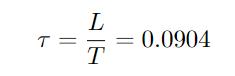 τ = L/T = 0.0904